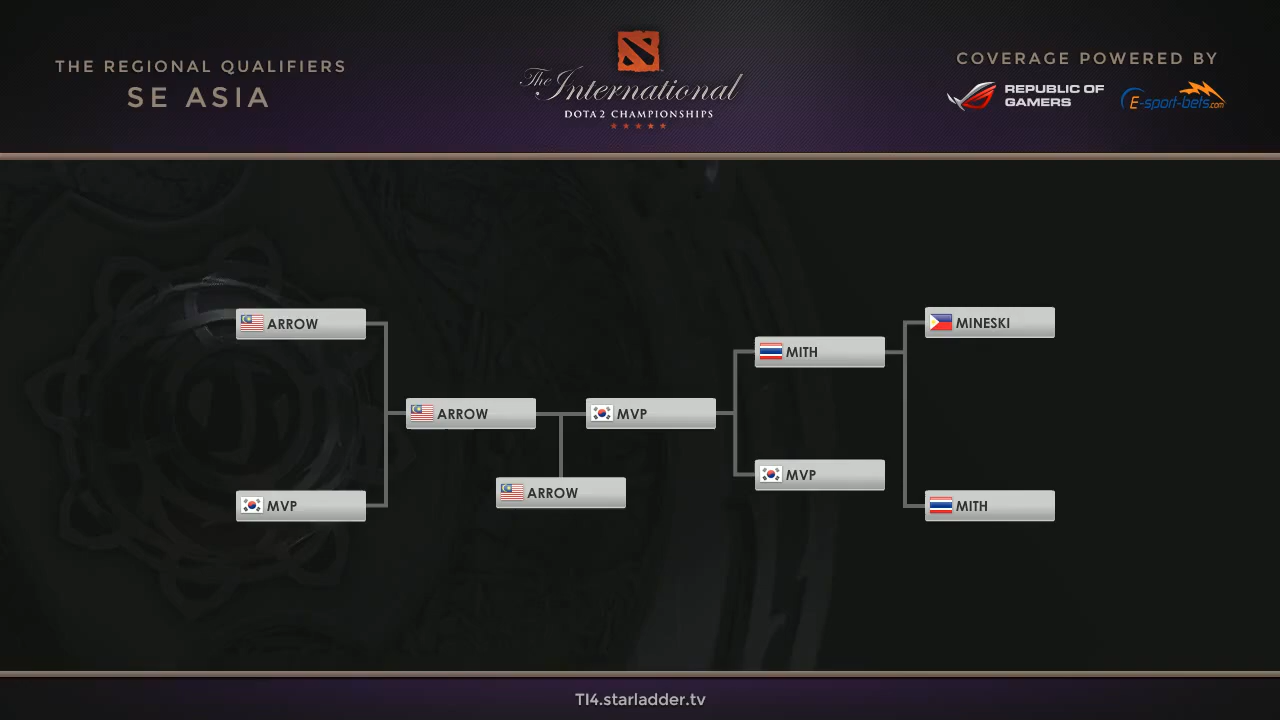 THE REGIONAL QUALIFIERS
SE ASIA
The International
DOTA 2 CHAMPIONSHIPS
COVERAGE POWERED BY
REPUBLIC OF
GAMERS
E-sport-bets.com
ARROW
MVP
ARROW
MVP
ARROW
MITH
MVP
MINESKI
MITH
TI4.starladder.tv